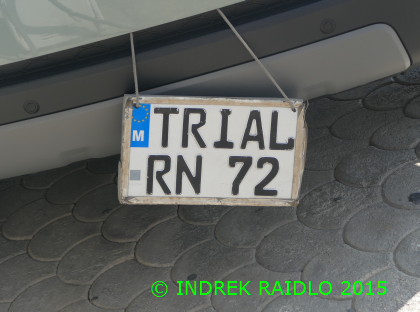 M
TRIAL
RN 72
© INDREK RAIDLO 2015